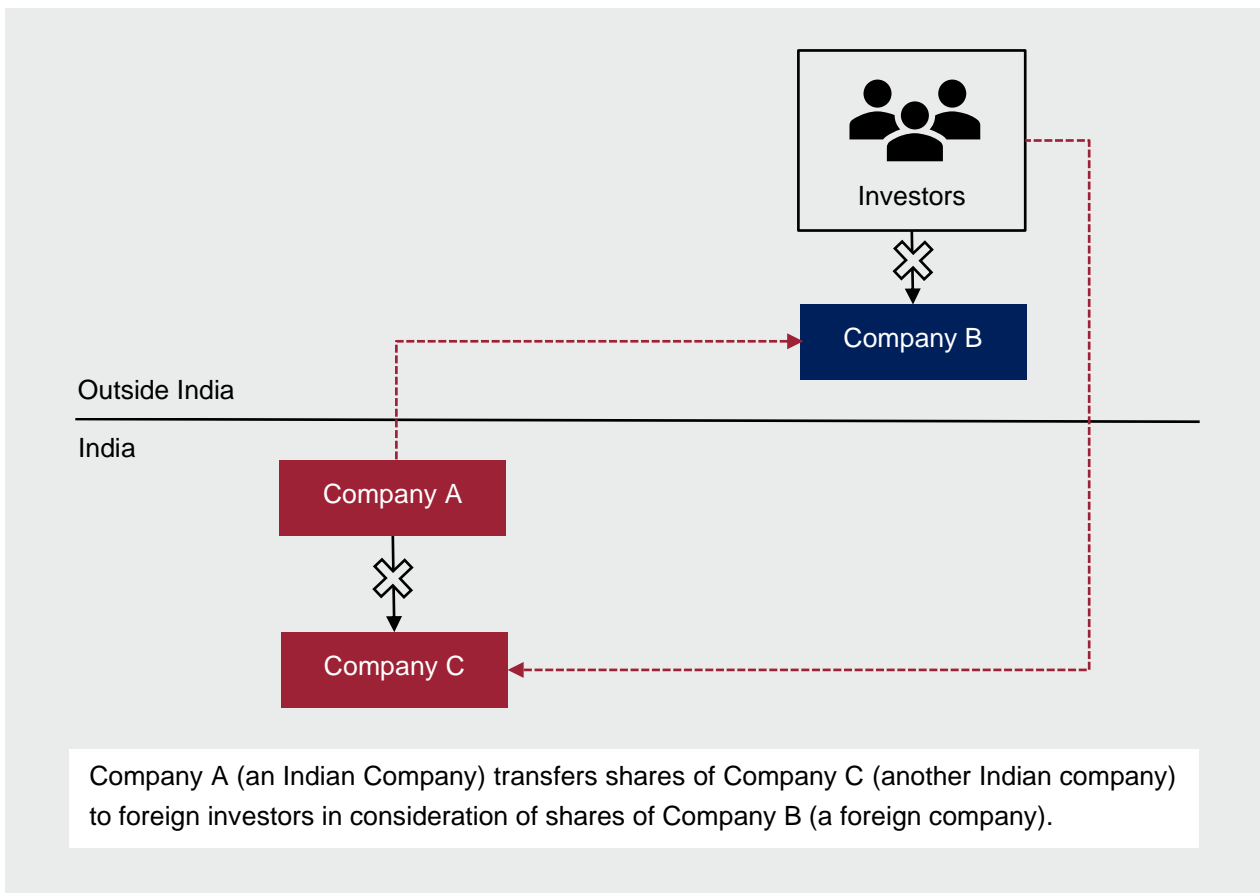 Investors
Company B
Outside India
India
Company A
Company C
Company A (an Indian Company) transfers shares of Company C (another Indian company)
to foreign investors in consideration of shares of Company B (a foreign company).